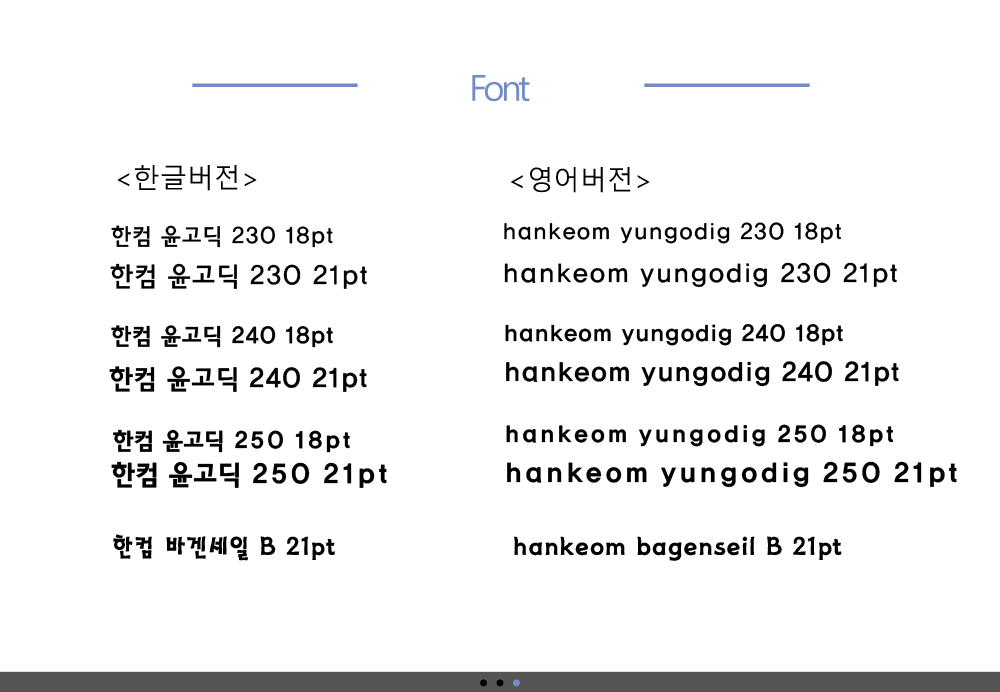 Font
<한글버전>
한컴 윤고딕 230 18pt
한컴 윤고딕 230 21pt
한컴 윤고딕 240 18pt
한컴 윤고딕 240 21pt
한컴 윤고딕 250 18pt
한컴 윤고딕 250 21pt
한컴 바겐세일 B 21pt
<영어버전>
hankeom yungodig 230 18pt
hankeom yungodig 230 21pt
hankeom yungodig 240 18pt
hankeom yungodig 240 21pt
hankeom yungodig 250 18pt
hankeom yungodig 250 21pt
hankeom bagenseil B 21pt